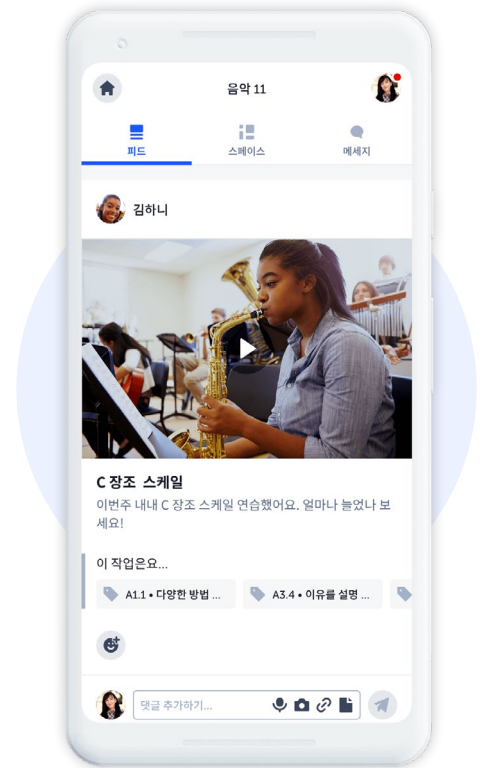 음악 11
피드
스페이스
메세지
김하니
C 장조 스케일
이번주 내내 C 장조 스케일 연습했어요. 얼마나 늘었나 보
세요!
이 작업은요...
A1.1 • 다양한 방법 ...
A3.4 • 이유를 설명 ...
댓글 추가하기...